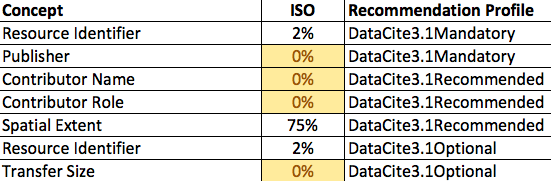 Concept ISO Recommendation Profile
Resource Identifier 2% DataCite3.1Mandatory
Publisher 0% DataCite3.1Mandatory
Contributor Name 0% DataCite3.1Recommended
Contributor Role 0% DataCite3.1Recommended
Spatial Extent 75% DataCite3.1Recommended
Resource Identifier 2% DataCite3.1Optional
Transfer Size 0% DataCite3.1Optional